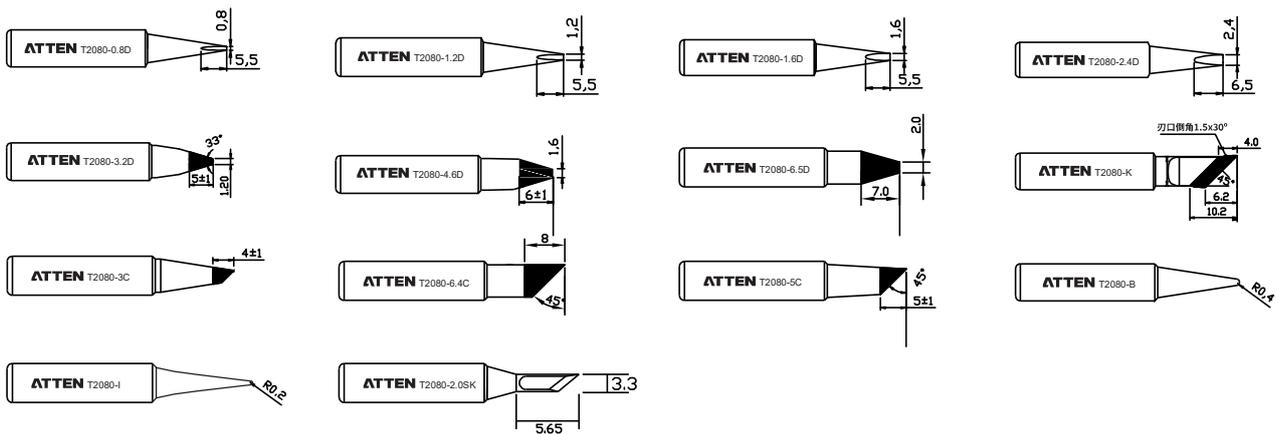 0,8
ATTEN T2080-0.8D
5,5
1,2
ATTEN T2080-1.2D
5,5
1,6
ATTEN T2080-1.6D
5,5
2,4
ATTEN T2080-2.4D
6,5
33°
ATTEN T2080-3.2D
5±1
1.20
1,6
ATTEN T2080-4.6D
6±1
2.0
ATTEN T2080-6.5D
7.0
刃口倒角1.5x30°
4.0
ATTEN T2080-K
45°
6.2
10.2
4±1
ATTEN T2080-3C
8
ATTEN T2080-6.4C
45°
ATTEN T2080-5C
45°
5±1
ATTEN T2080-B
R0,4
ATTEN T2080-I
R0,2
ATTEN T2080-2.0SK
3.3
5.65